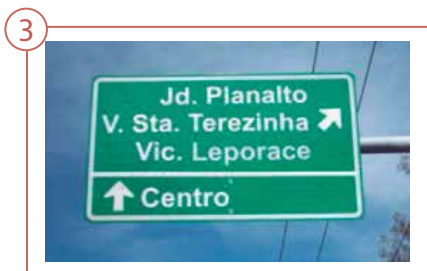 3
Jd. Planalto
V. Sta. Terezinha
Vic. Leporace
Centro